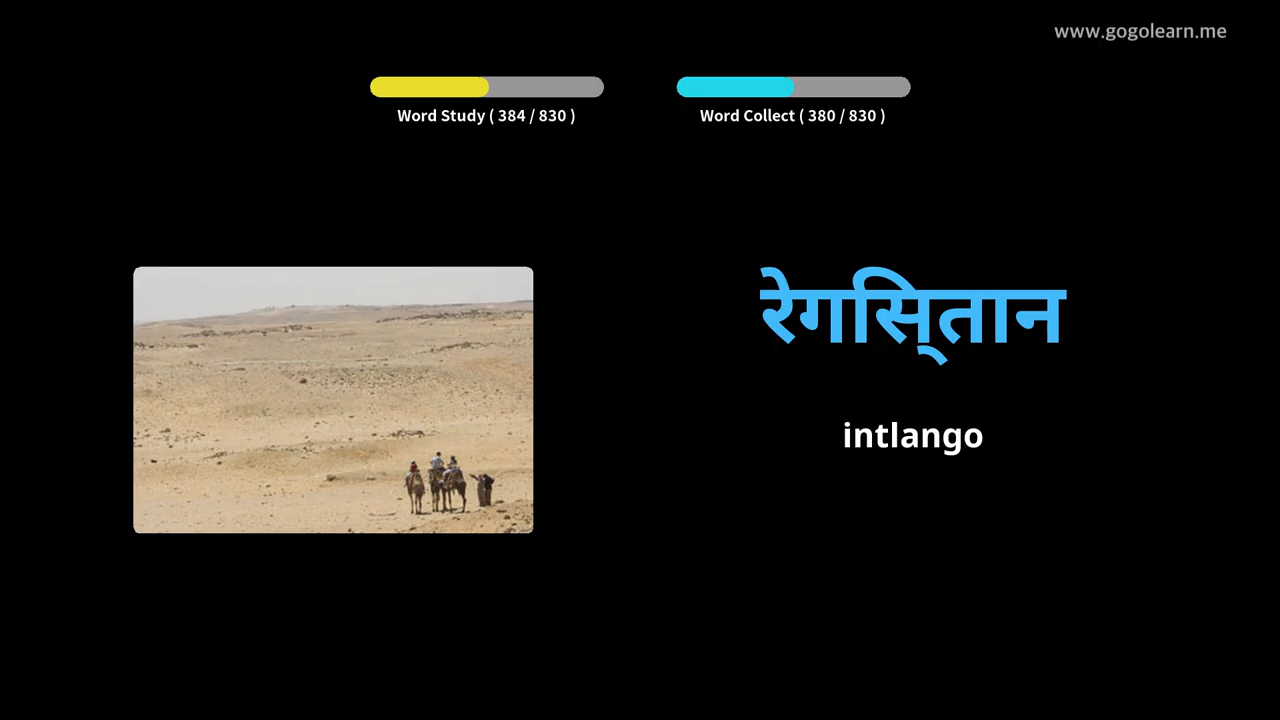 www.gogolearn.me
Word Study ( 384 / 830 )
Word Collect ( 380 / 830 )
रेगसि्तान
intlango